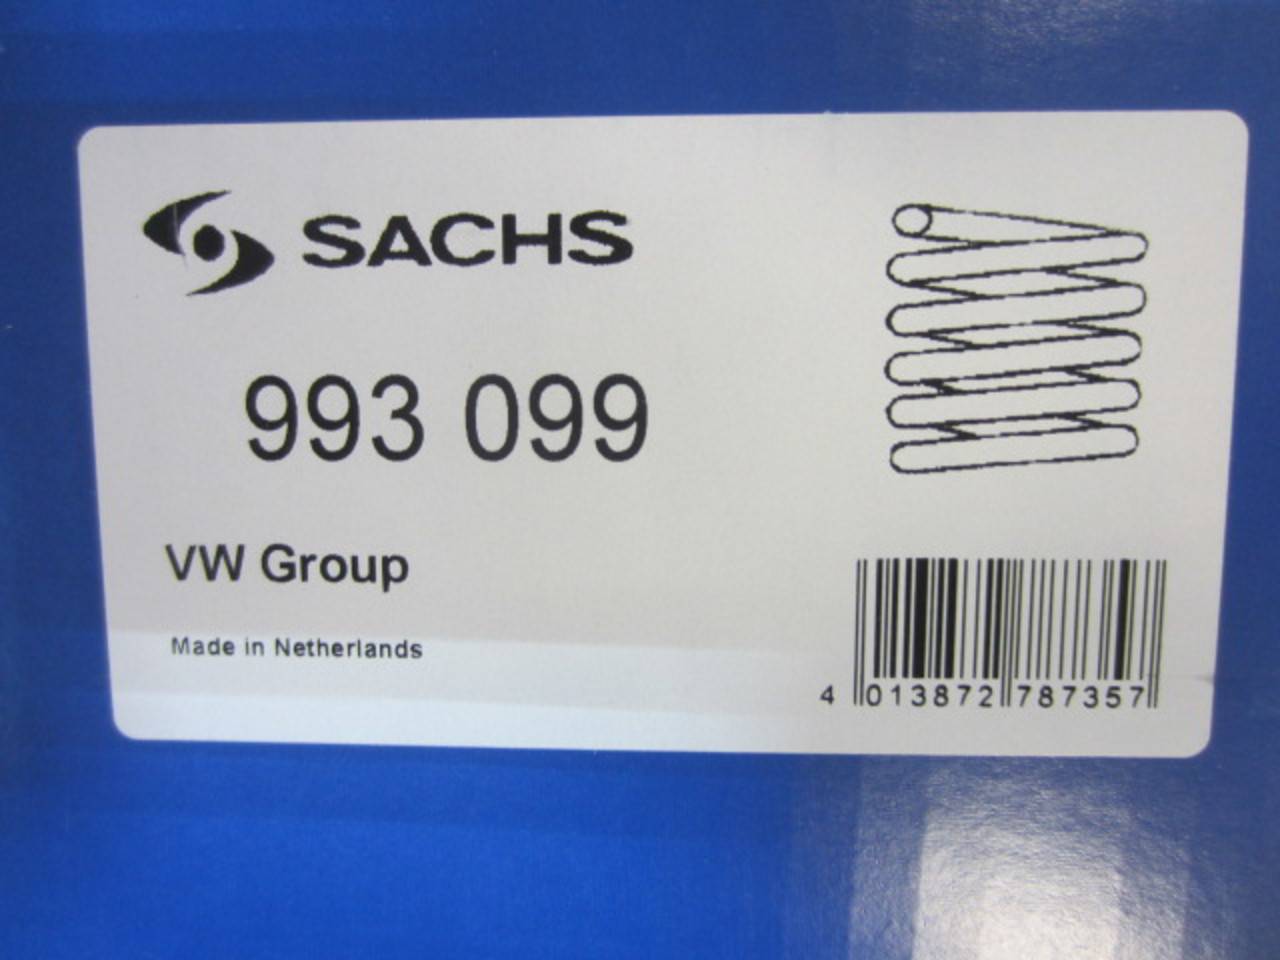 SACHS
993 099
VW Group
Made in Netherlands
4 013872 787357